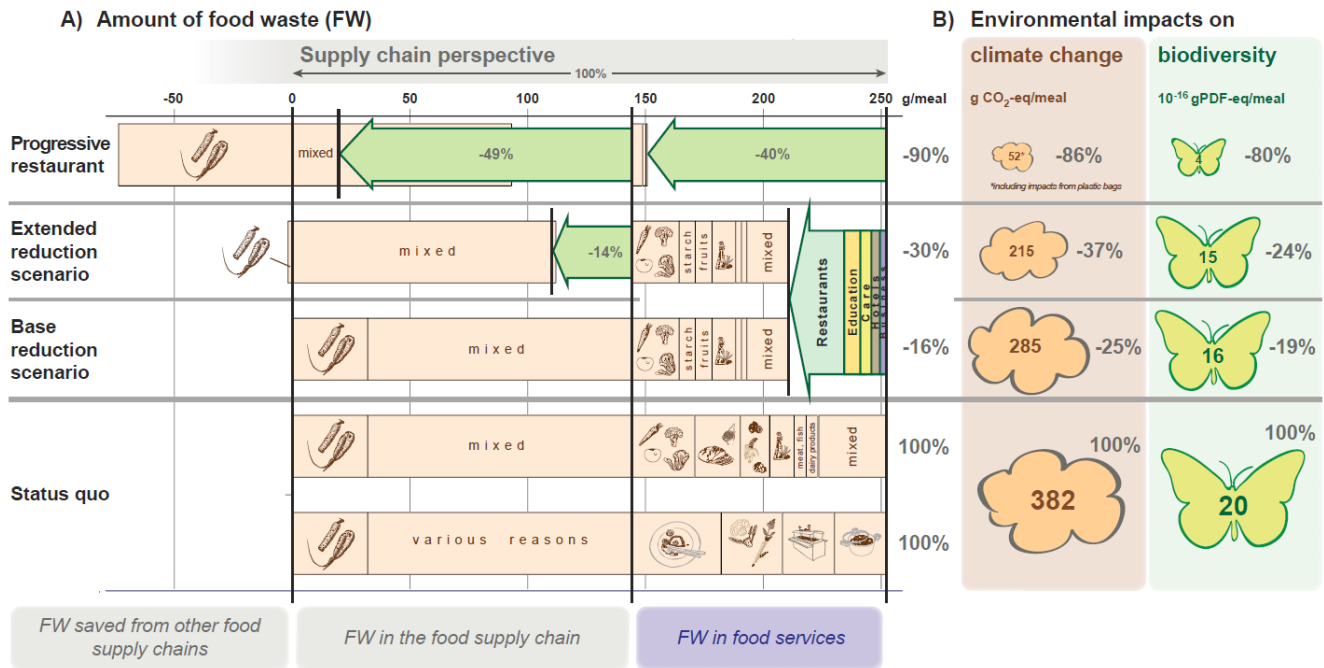 A) Amount of food waste (FW)
B) Environmental impacts on
Supply chain perspective
100%
climate change
biodiversity
-50 0 50 100 150 200 250 g/meal
g CO₂-eq/meal
10⁻¹⁶ gPDF-eq/meal
Progressive
restaurant
mixed
-49%
-40%
-90%
52*
-86%
*including impacts from plastic bags
4
-80%
Extended
reduction
scenario
mixed
-14%
starch
fruits
mixed
-30%
215
-37%
15
-24%
Restaurants
Education
Care
Hotels
Business
Base
reduction
scenario
mixed
starch
fruits
mixed
-16%
285
-25%
16
-19%
Status quo
mixed
meat, fish
dairy products
mixed
100%
various reasons
100%
382
100%
20
100%
FW saved from other food
supply chains
FW in the food supply chain
FW in food services